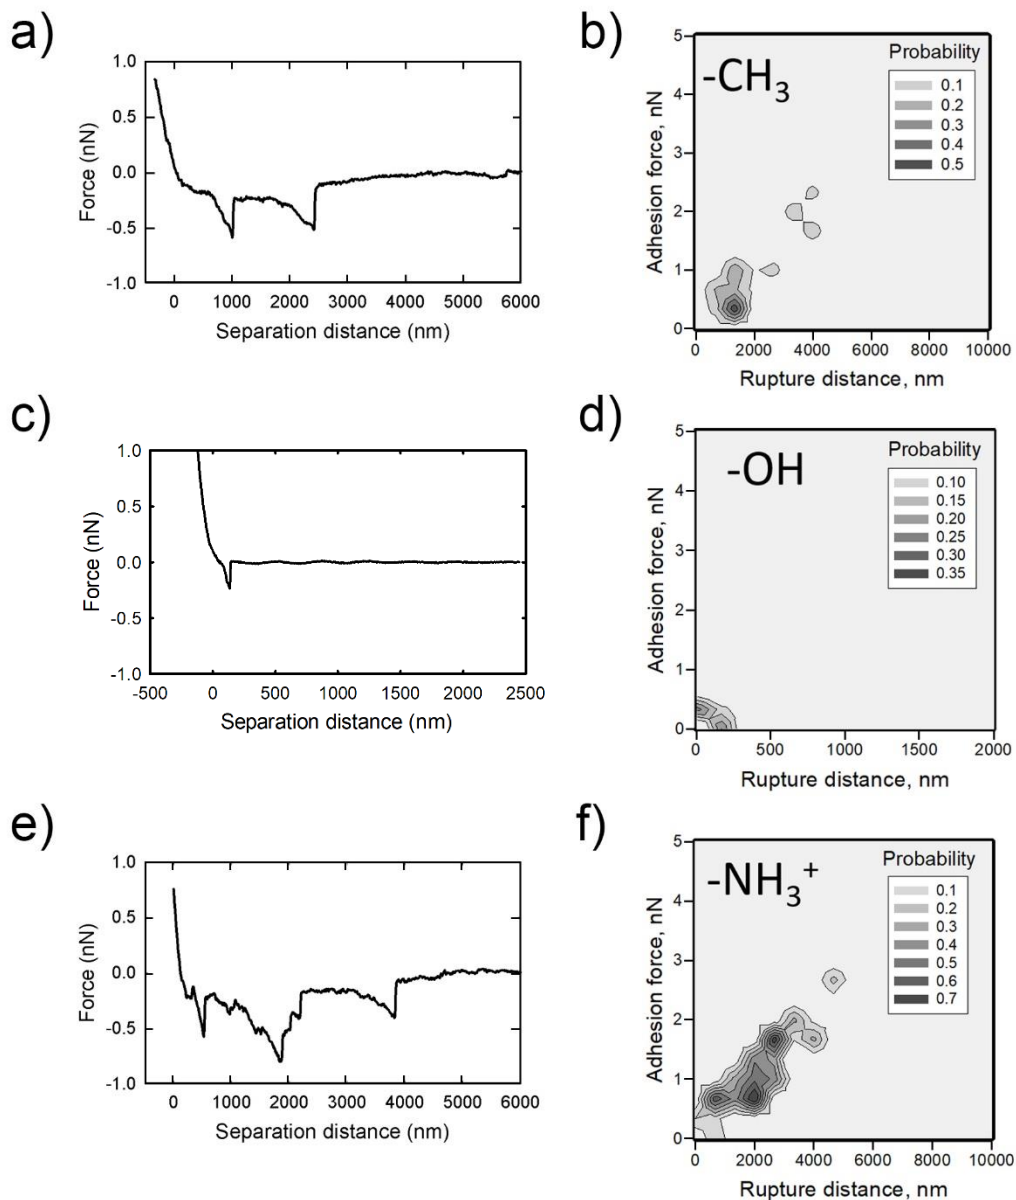 a)
1.0
0.5
0.0
-0.5
-1.0
Force (nN)
0 1000 2000 3000 4000 5000 6000
Separation distance (nm)
b)
5
4
3
2
1
0
Adhesion force, nN
-CH₃
Probability
0.1
0.2
0.3
0.4
0.5
0 2000 4000 6000 8000 10000
Rupture distance, nm
c)
1.0
0.5
0.0
-0.5
-1.0
Force (nN)
-500 0 500 1000 1500 2000 2500
Separation distance (nm)
d)
5
4
3
2
1
0
Adhesion force, nN
-OH
Probability
0.10
0.15
0.20
0.25
0.30
0.35
0 500 1000 1500 2000
Rupture distance, nm
e)
1.0
0.5
0.0
-0.5
-1.0
Force (nN)
0 1000 2000 3000 4000 5000 6000
Separation distance (nm)
f)
5
4
3
2
1
0
Adhesion force, nN
-NH₃⁺
Probability
0.1
0.2
0.3
0.4
0.5
0.6
0.7
0 2000 4000 6000 8000 10000
Rupture distance, nm